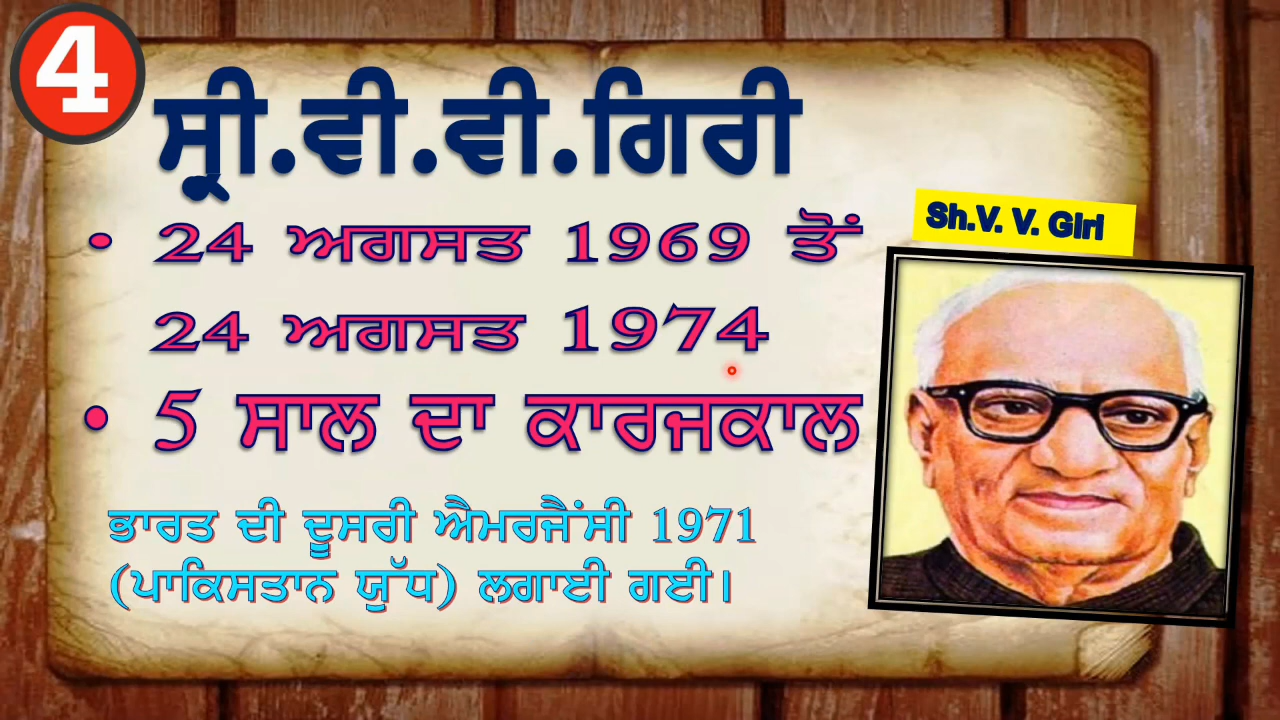 4
ਸ੍ਰੀ.ਵੀ.ਵੀ.ਗਿਰੀ
• 24 ਅਗਸਤ 1969 ਤੋਂ
24 ਅਗਸਤ 1974
• 5 ਸਾਲ ਦਾ ਕਾਰਜਕਾਲ
ਭਾਰਤ ਦੀ ਦੂਸਰੀ ਐਮਰਜੈਂਸੀ 1971
(ਪਾਕਿਸਤਾਨ ਯੁੱਧ) ਲਗਾਈ ਗਈ।
Sh.V. V. Giri